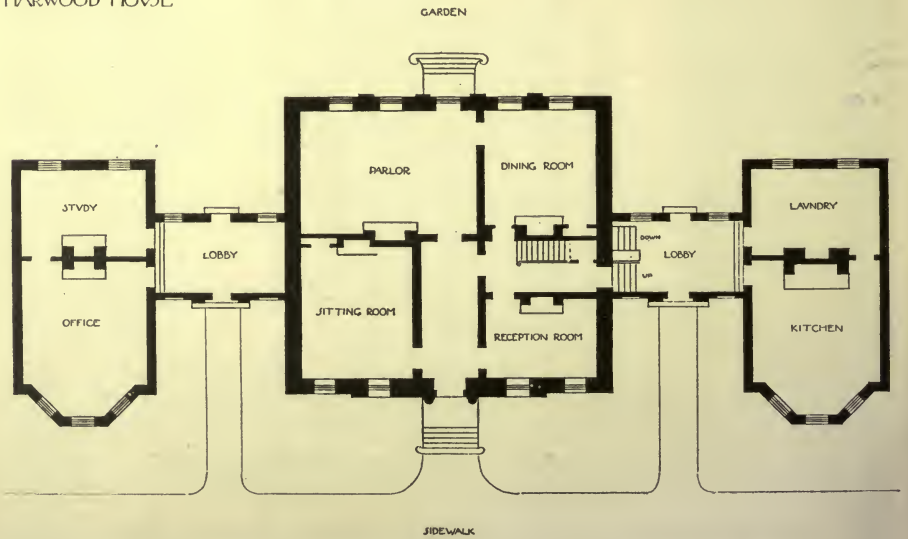 HARWOOD HOUSE
GARDEN
PARLOR
DINING ROOM
STUDY
LAUNDRY
DOWN
LOBBY
LOBBY
UP
SITTING ROOM
OFFICE
KITCHEN
RECEPTION ROOM
SIDEWALK